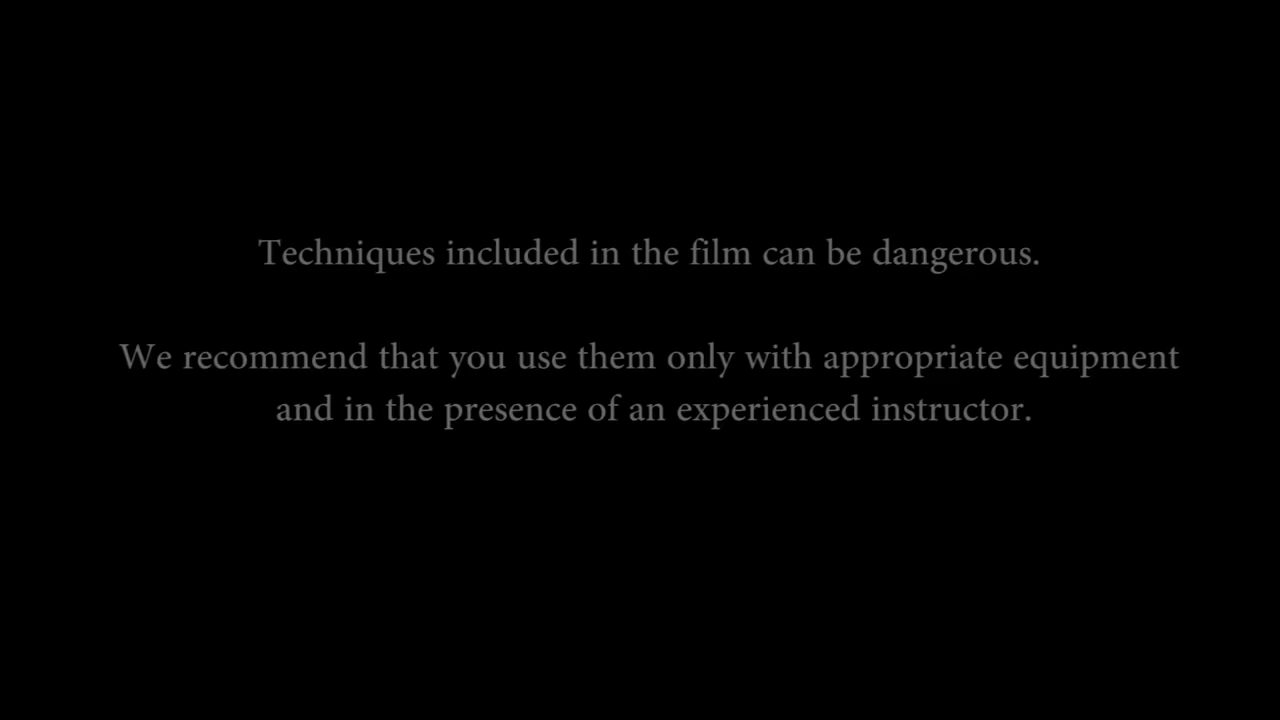 Techniques included in the film can be dangerous.
We recommend that you use them only with appropriate equipment
and in the presence of an experienced instructor.